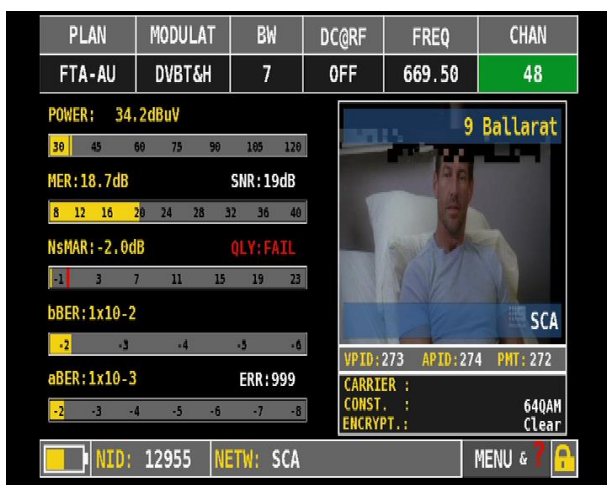 PLAN MODULAT BW DC@RF FREQ CHAN
FTA-AU DVBT&H 7 OFF 669.50 48
POWER: 34.2dBuV
30 45 60 75 90 105 120
MER:18.7dB SNR:19dB
8 12 16 20 24 28 32 36 40
NsMAR:-2.0dB QLY:FAIL
-1 3 7 11 15 19 23
bBER:1x10-2
-2 -3 -4 -5 -6
aBER:1x10-3 ERR:999
-2 -3 -4 -5 -6 -7 -8
9 Ballarat
SCA
VPID:273 APID:274 PMT:272
CARRIER :
CONST. : 64QAM
ENCRYPT.: Clear
NID: 12955 NETW: SCA MENU & ?